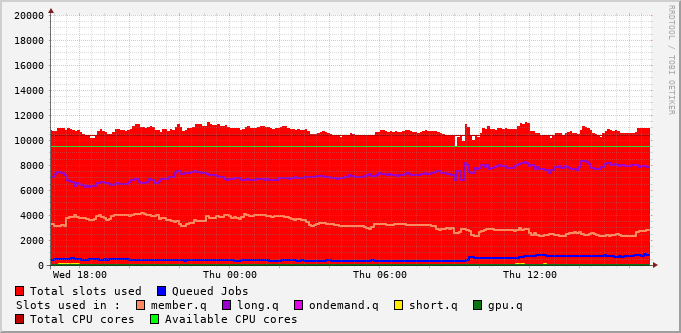 20000
18000
16000
14000
12000
10000
8000
6000
4000
2000
0
Wed 18:00 Thu 00:00 Thu 06:00 Thu 12:00
Total slots used Queued Jobs
Slots used in : member.q long.q ondemand.q short.q gpu.q
Total CPU cores Available CPU cores
RRDTOOL / TOBI OETIKER